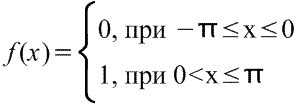 f(x) = { 0, при −π ≤ x ≤ 0
1, при 0<x≤π